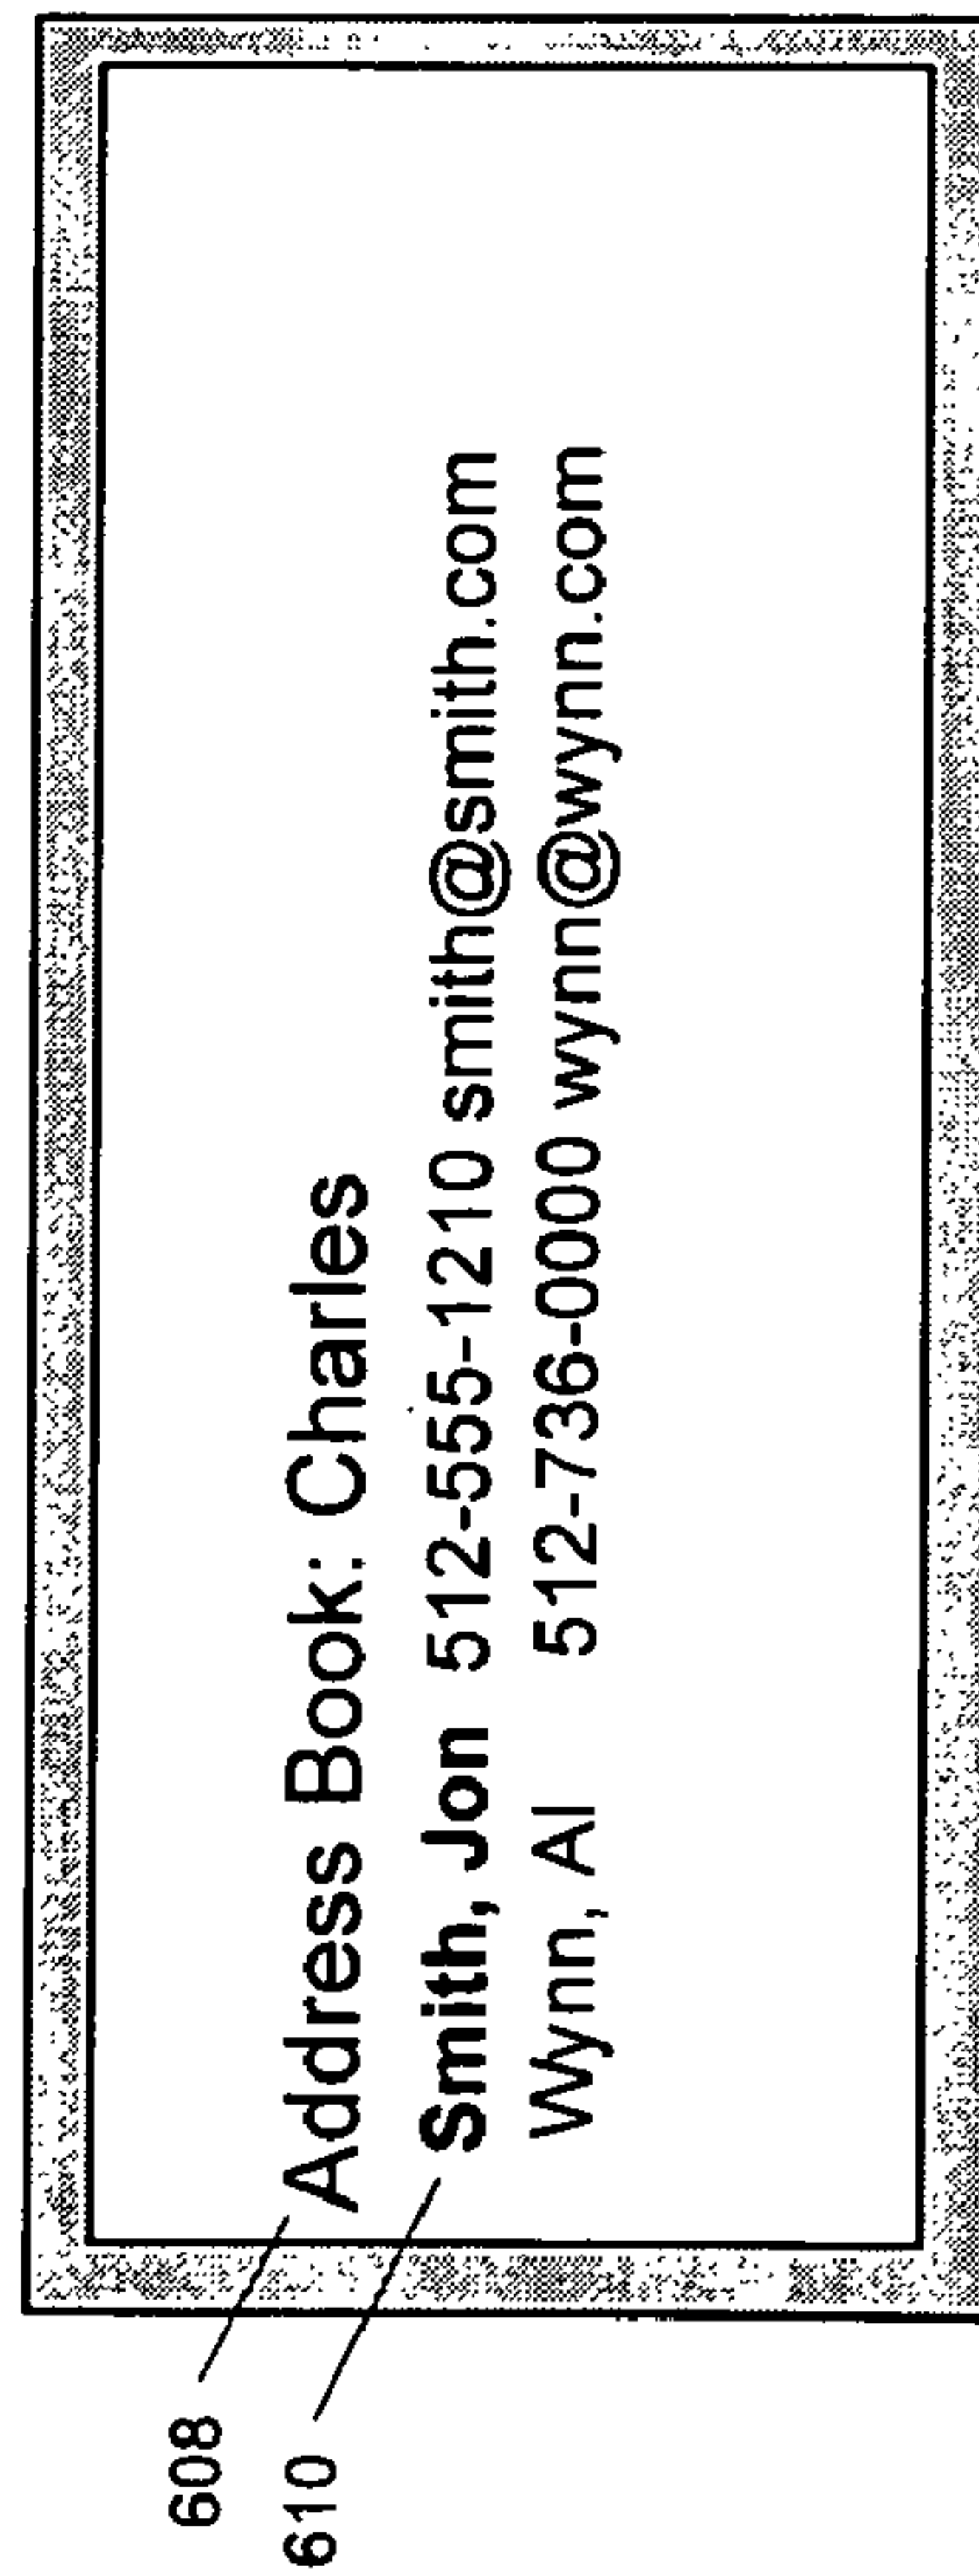 608
Address Book: Charles
610
Smith, Jon 512-555-1210 smith@smith.com
Wynn, Al 512-736-0000 wynn@wynn.com